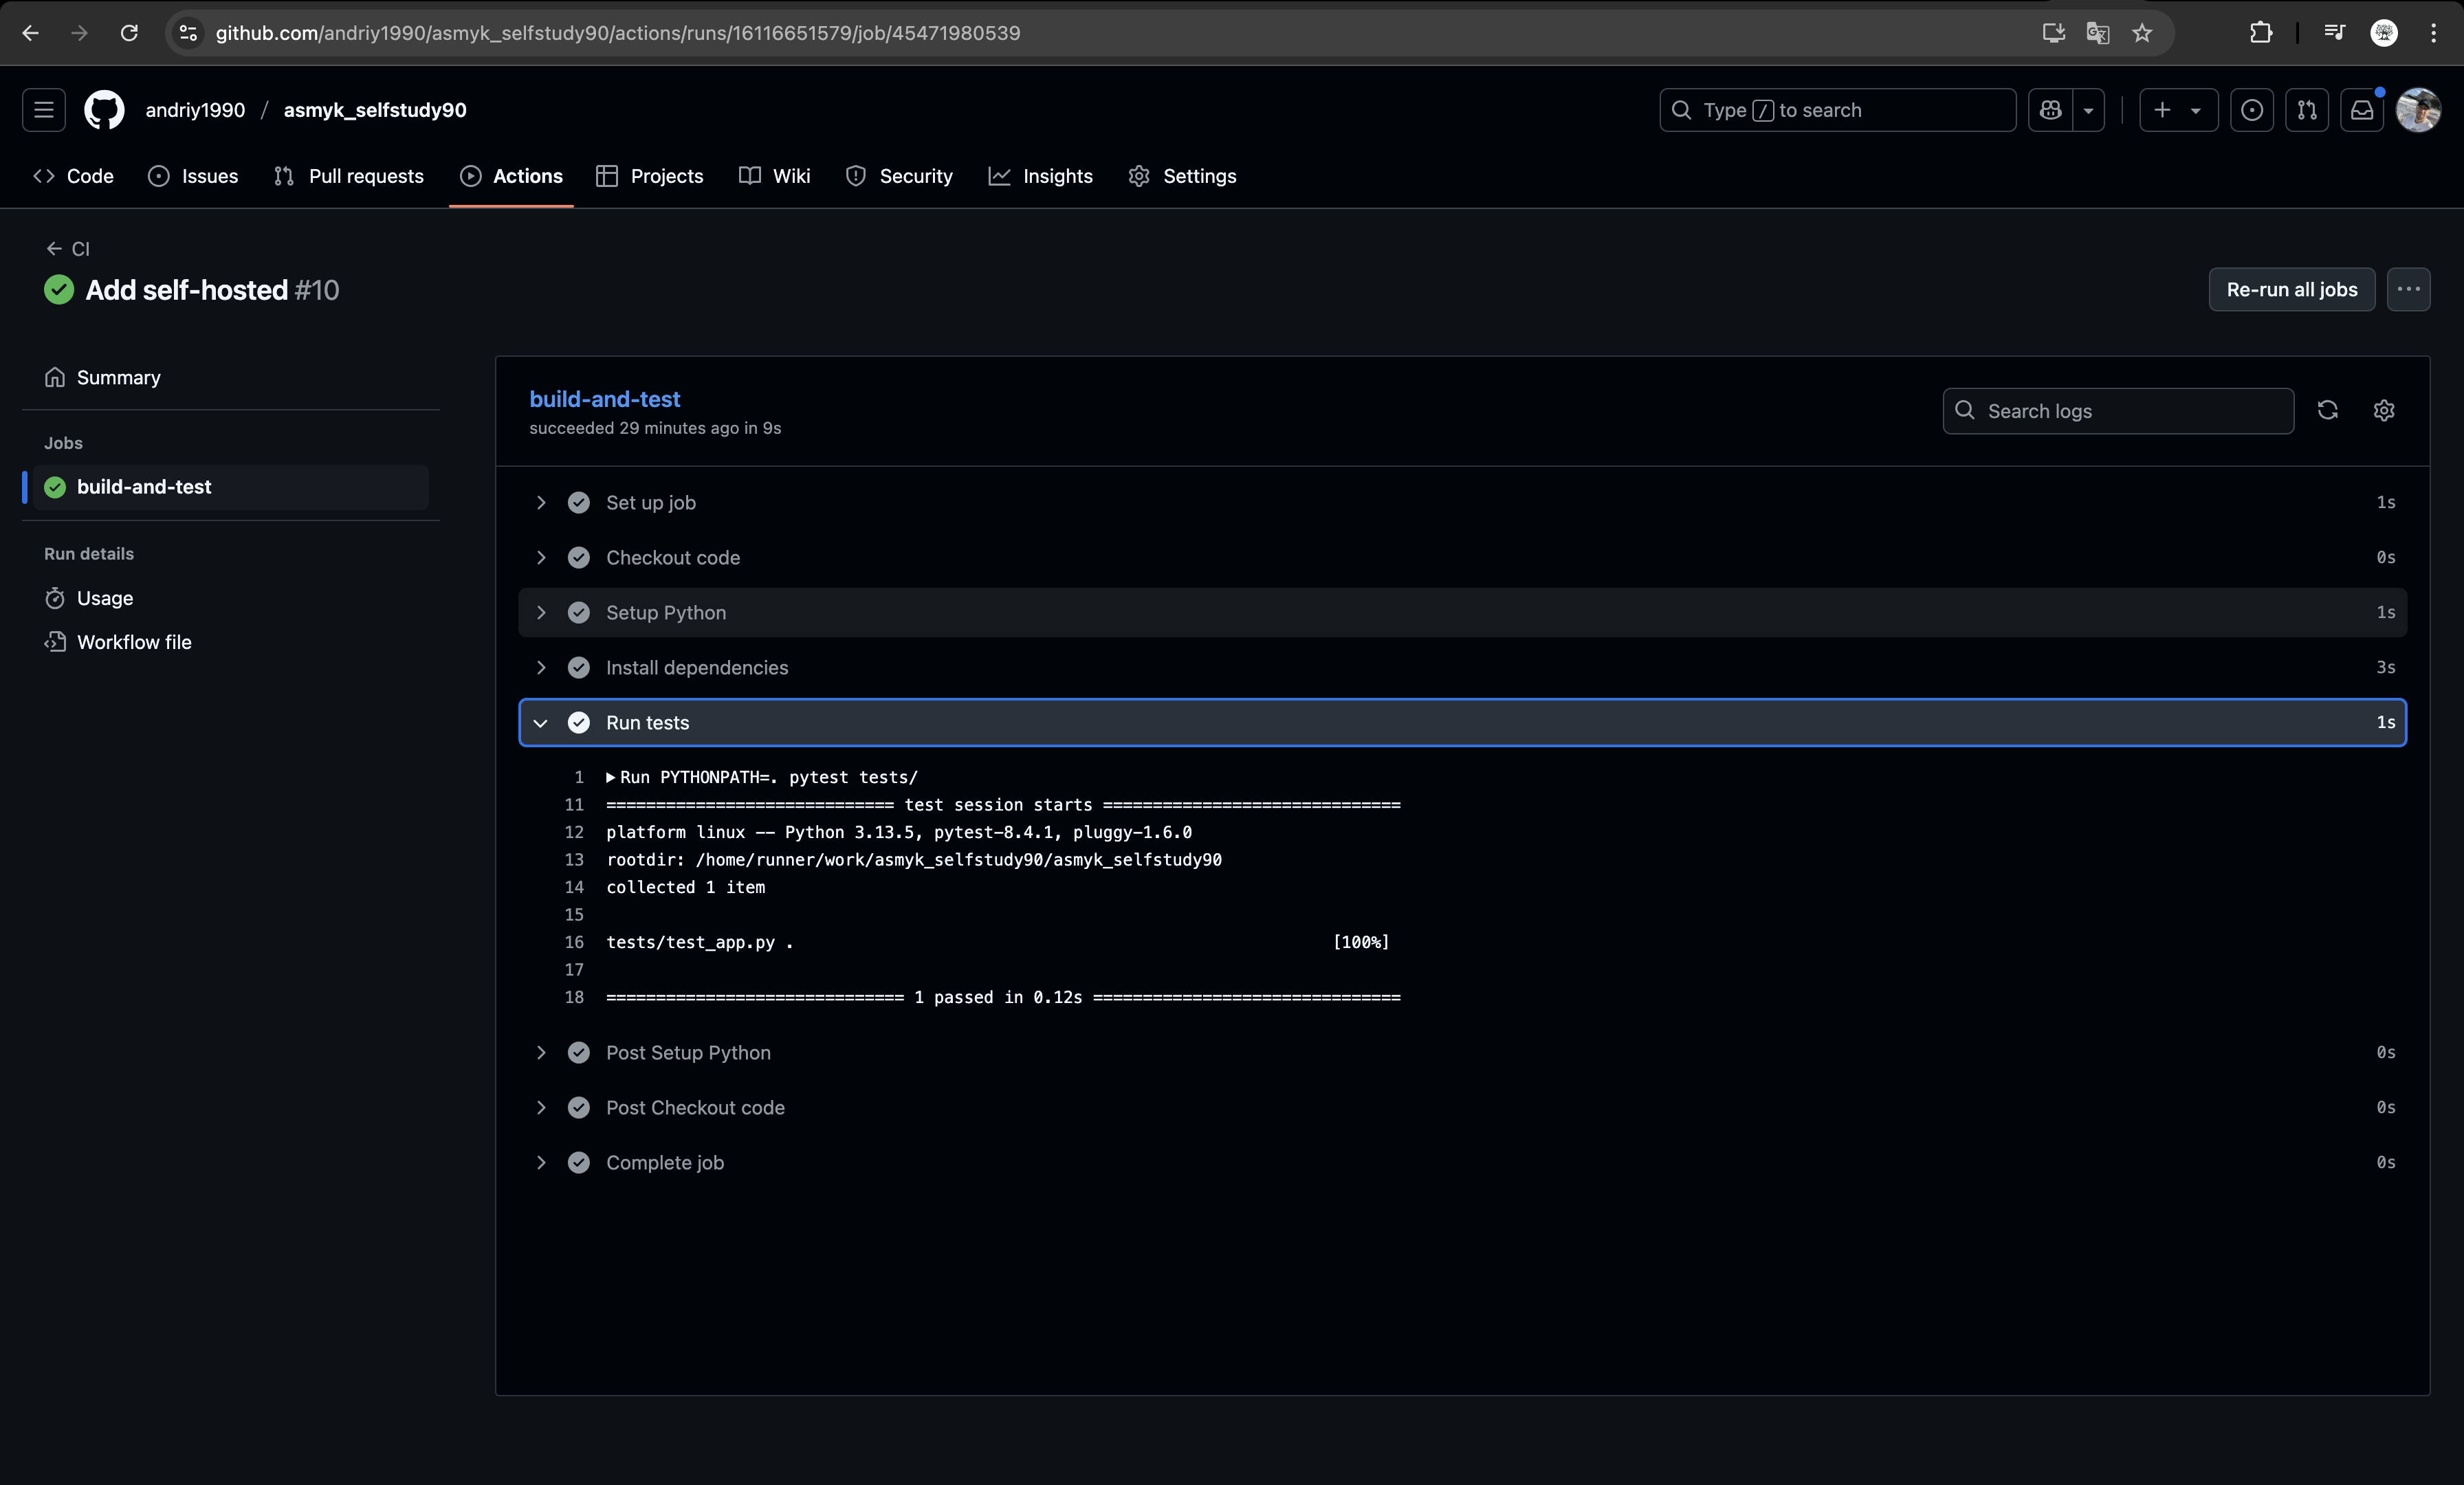 github.com/andriy1990/asmyk_selfstudy90/actions/runs/16116651579/job/45471980539
andriy1990 / asmyk_selfstudy90
Type / to search
Code Issues Pull requests Actions Projects Wiki Security Insights Settings
CI
Add self-hosted #10
Re-run all jobs
Summary
Jobs
build-and-test
Run details
Usage
Workflow file
build-and-test
succeeded 29 minutes ago in 9s
Search logs
Set up job 1s
Checkout code 0s
Setup Python 1s
Install dependencies 3s
Run tests 1s
1 Run PYTHONPATH=. pytest tests/
11 ============================= test session starts ==============================
12 platform linux -- Python 3.13.5, pytest-8.4.1, pluggy-1.6.0
13 rootdir: /home/runner/work/asmyk_selfstudy90/asmyk_selfstudy90
14 collected 1 item
15
16 tests/test_app.py . [100%]
17
18 ============================== 1 passed in 0.12s ===============================
Post Setup Python 0s
Post Checkout code 0s
Complete job 0s